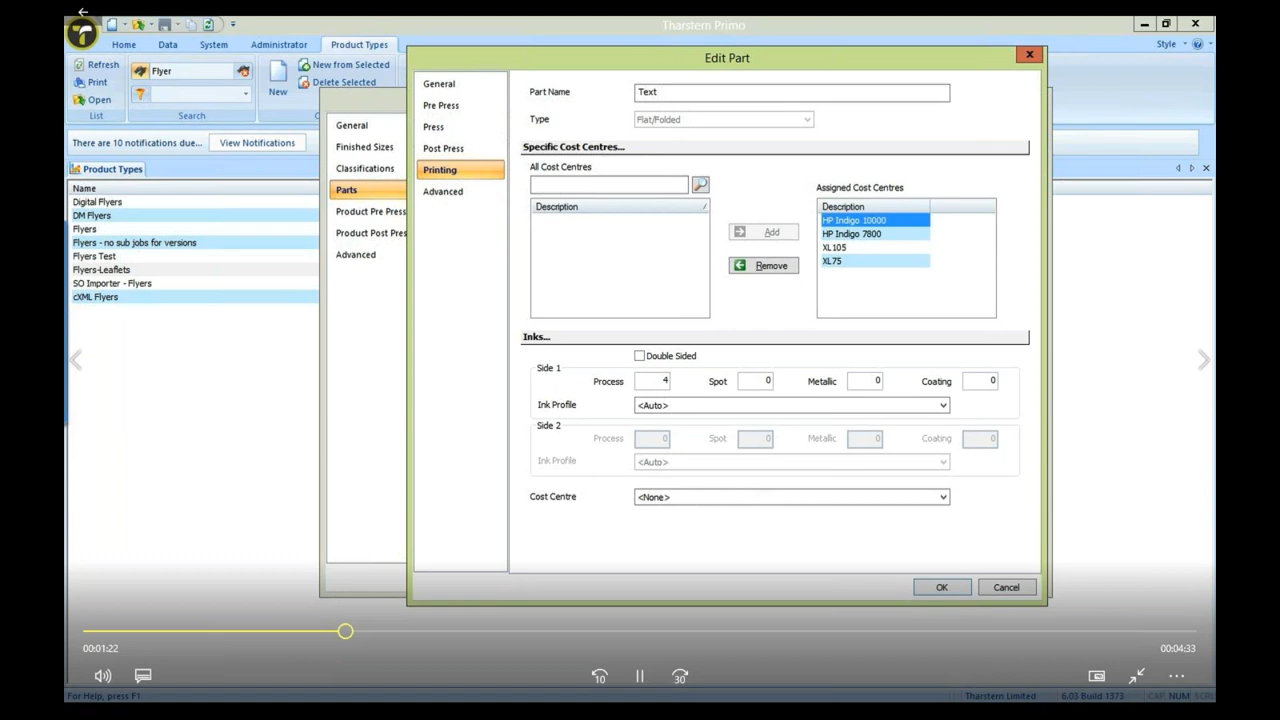 Tharstern Primo
Home Data System Administrator Product Types Style
Refresh
Print
Open
List
Flyer
Search
New
New from Selected
Delete Selected
There are 10 notifications due... View Notifications
Product Types
Name
Digital Flyers
DM Flyers
Flyers
Flyers - no sub jobs for versions
Flyers Test
Flyers-Leaflets
SO Importer - Flyers
cXML Flyers
General
Finished Sizes
Classifications
Parts
Product Pre Press
Product Post Pres
Advanced
Edit Part
General
Pre Press
Press
Post Press
Printing
Advanced
Part Name Text
Type Flat/Folded
Specific Cost Centres...
All Cost Centres
Description
Add
Remove
Assigned Cost Centres
Description
HP Indigo 10000
HP Indigo 7800
XL105
XL75
Inks...
Double Sided
Side 1
Process 4 Spot 0 Metallic 0 Coating 0
Ink Profile <Auto>
Side 2
Process 0 Spot 0 Metallic 0 Coating 0
Ink Profile <Auto>
Cost Centre <None>
OK Cancel
00:01:22 00:04:33
10 30
For Help, press F1 Tharstern Limited 6.03 Build 1373 CAP NUM SCRL